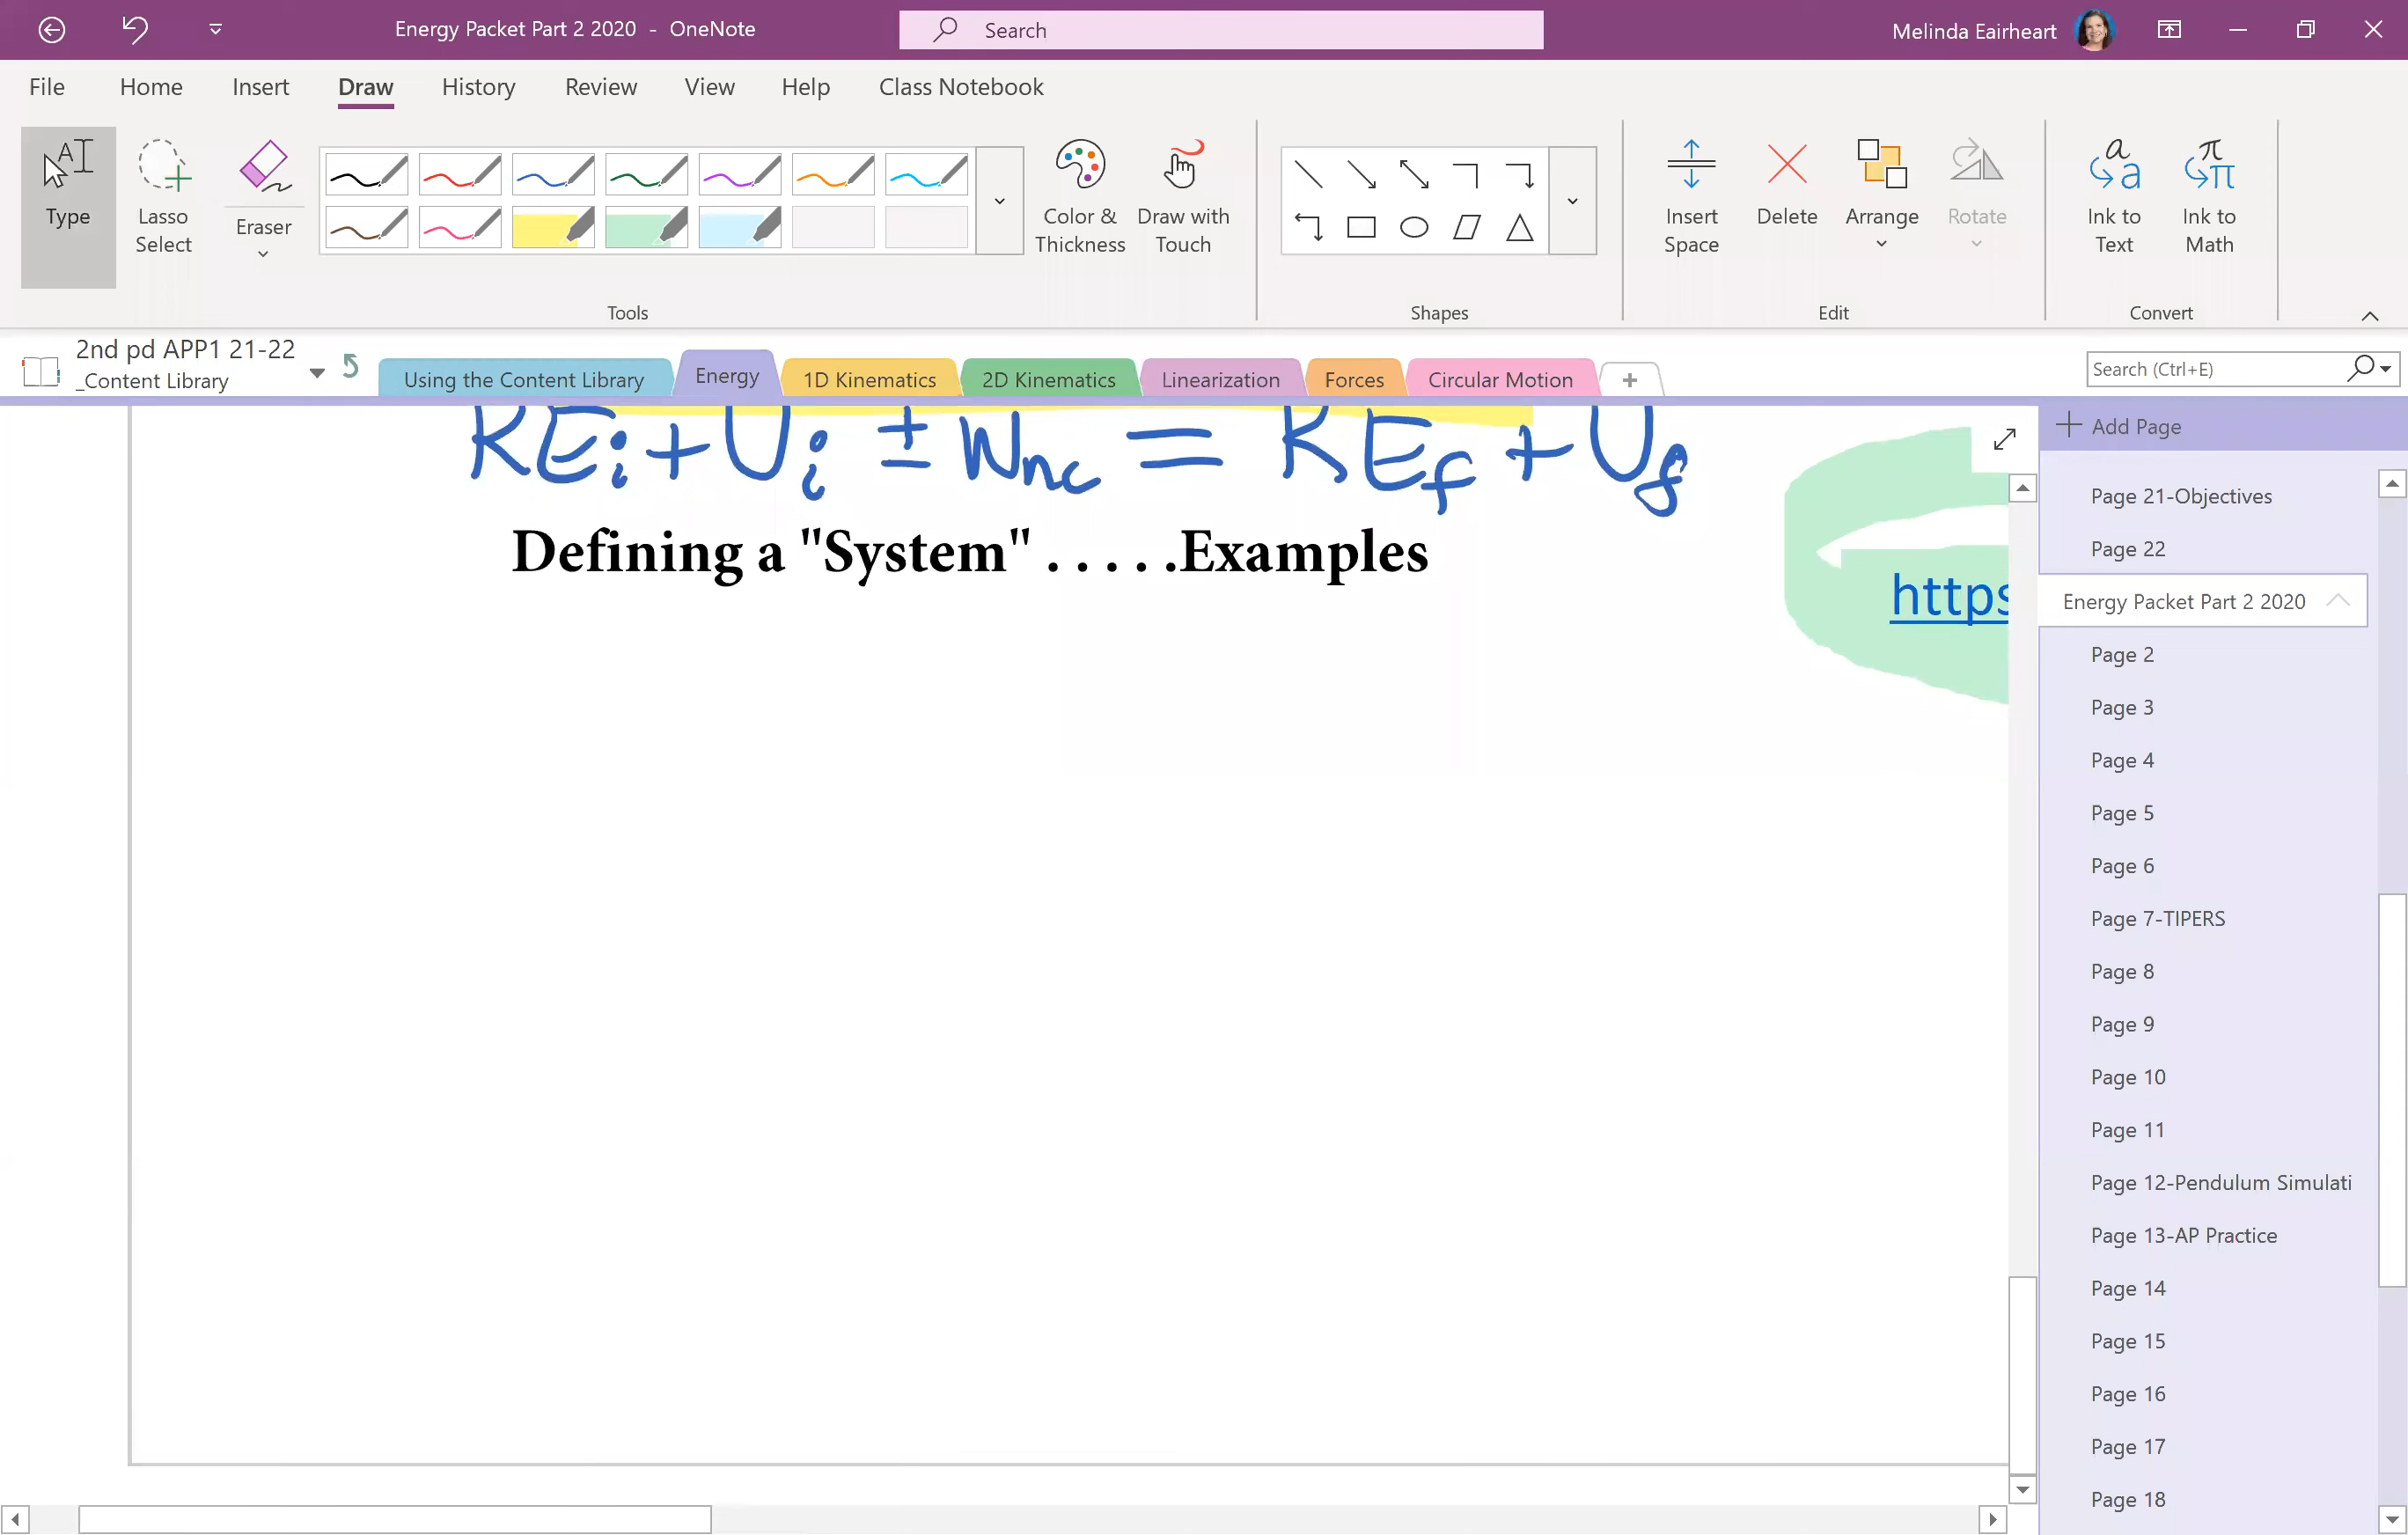 Energy Packet Part 2 2020 - OneNote
Search
Melinda Eairheart
File Home Insert Draw History Review View Help Class Notebook
Type
Lasso Select
Eraser
Color & Thickness
Draw with Touch
Insert Space
Delete
Arrange
Rotate
Ink to Text
Ink to Math
Tools Shapes Edit Convert
2nd pd APP1 21-22
_Content Library
Using the Content Library Energy 1D Kinematics 2D Kinematics Linearization Forces Circular Motion
Search (Ctrl+E)
KEi + Ui ± Wnc = KEf + Uf
Defining a "System" . . . . .Examples
https
Add Page
Page 21-Objectives
Page 22
Energy Packet Part 2 2020
Page 2
Page 3
Page 4
Page 5
Page 6
Page 7-TIPERS
Page 8
Page 9
Page 10
Page 11
Page 12-Pendulum Simulati
Page 13-AP Practice
Page 14
Page 15
Page 16
Page 17
Page 18